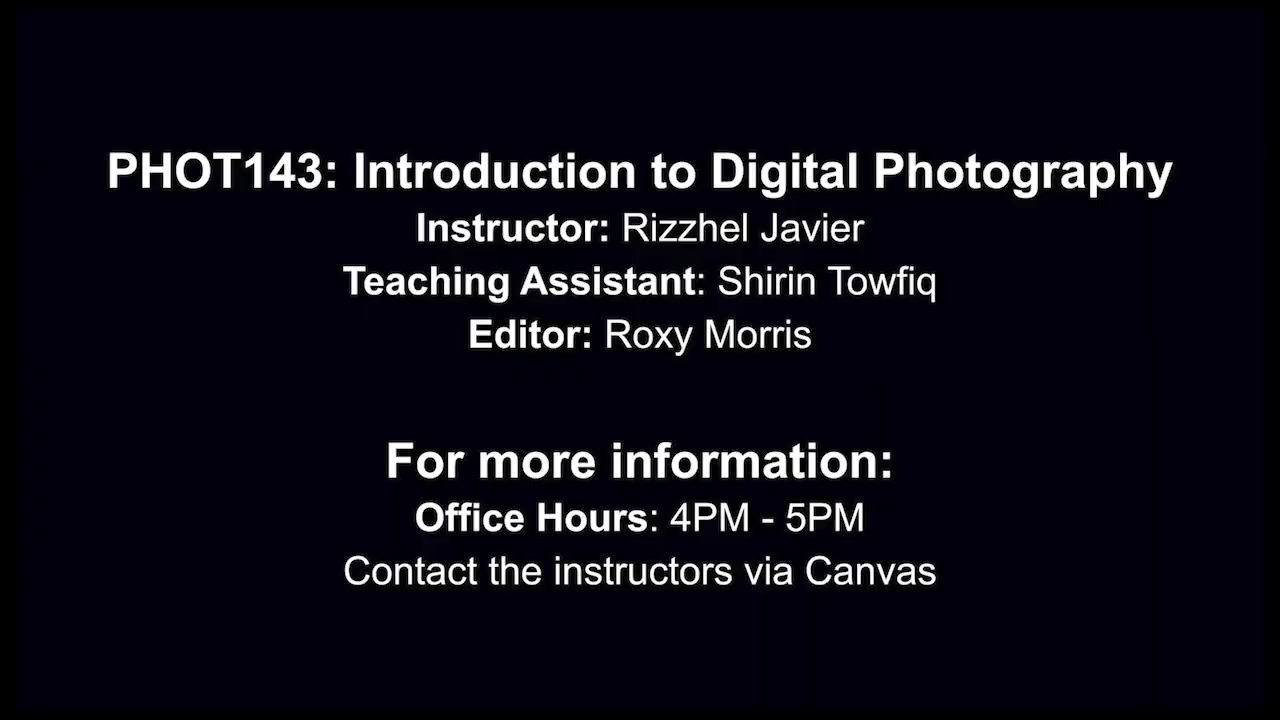 PHOT143: Introduction to Digital Photography
Instructor: Rizzhel Javier
Teaching Assistant: Shirin Towfiq
Editor: Roxy Morris
For more information:
Office Hours: 4PM - 5PM
Contact the instructors via Canvas